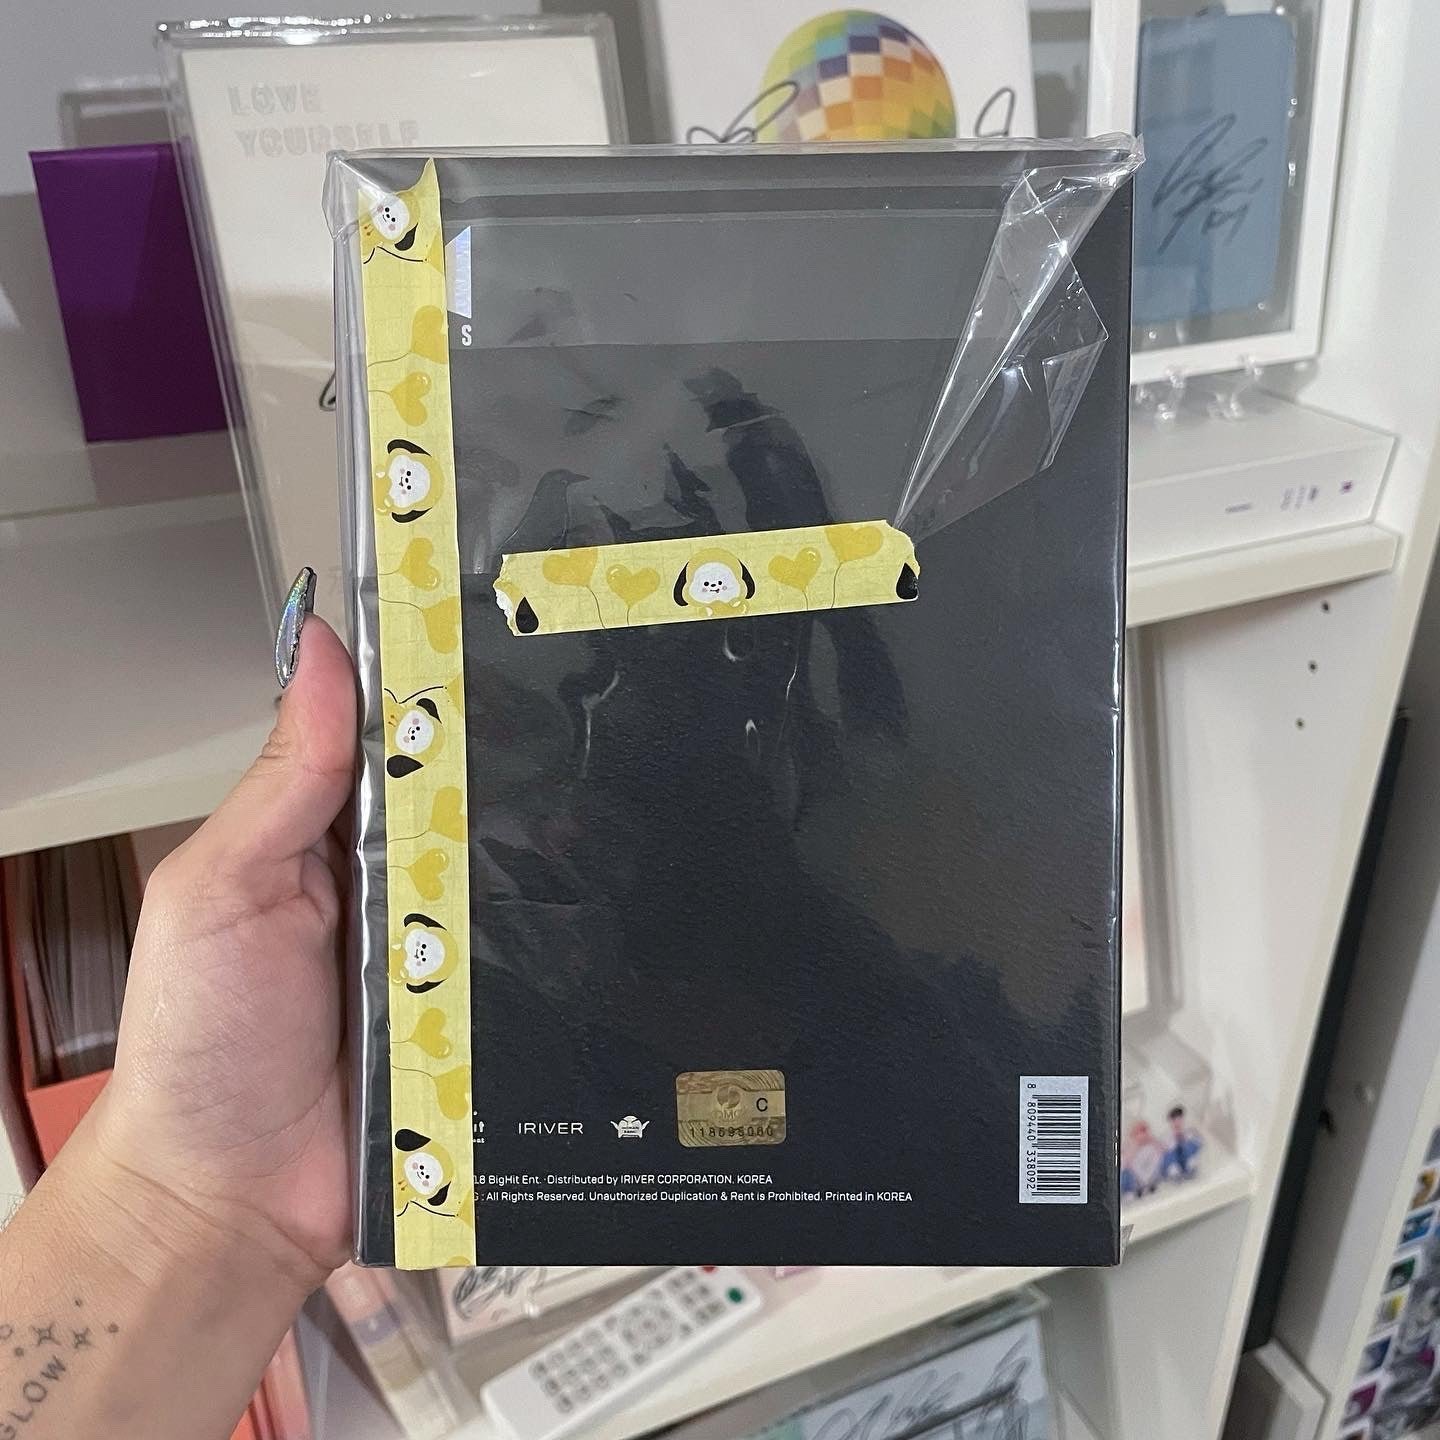 LOVE
YOURSELF
S
IRIVER
C
118698080
18 BigHit Ent. · Distributed by IRIVER CORPORATION. KOREA
: All Rights Reserved. Unauthorized Duplication & Rent is Prohibited. Printed in KOREA
8 809440 338092
GLOW